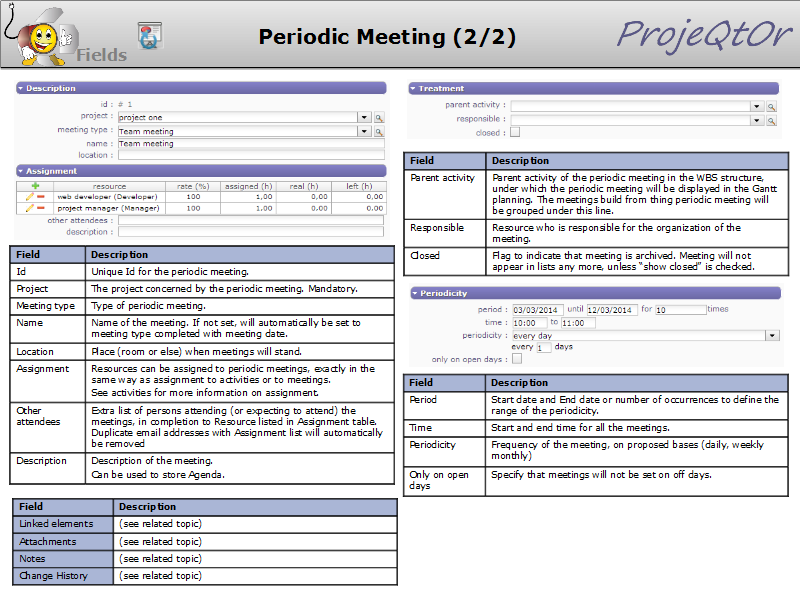 Fields
Periodic Meeting (2/2)
ProjeQtOr
Description
id : # 1
project : project one
meeting type : Team meeting
name : Team meeting
location :
Assignment
resource rate (%) assigned (h) real (h) left (h)
web developer (Developer) 100 1,00 0,00 0,00
project manager (Manager) 100 1,00 0,00 0,00
other attendees :
description :
Field Description
Id Unique Id for the periodic meeting.
Project The project concerned by the periodic meeting. Mandatory.
Meeting type Type of periodic meeting.
Name Name of the meeting. If not set, will automatically be set to
meeting type completed with meeting date.
Location Place (room or else) when meetings will stand.
Assignment Resources can be assigned to periodic meetings, exactly in the
same way as assignment to activities or to meetings.
See activities for more information on assignment.
Other Extra list of persons attending (or expecting to attend) the
attendees meetings, in completion to Resource listed in Assignment table.
Duplicate email addresses with Assignment list will automatically
be removed
Description Description of the meeting.
Can be used to store Agenda.
Field Description
Linked elements (see related topic)
Attachments (see related topic)
Notes (see related topic)
Change History (see related topic)
Treatment
parent activity :
responsible :
closed :
Field Description
Parent activity Parent activity of the periodic meeting in the WBS structure,
under which the periodic meeting will be displayed in the Gantt
planning. The meetings build from thing periodic meeting will
be grouped under this line.
Responsible Resource who is responsible for the organization of the
meeting.
Closed Flag to indicate that meeting is archived. Meeting will not
appear in lists any more, unless "show closed" is checked.
Periodicity
period : 03/03/2014 until 12/03/2014 for 10 times
time : 10:00 to 11:00
periodicity : every day
every 1 days
only on open days :
Field Description
Period Start date and End date or number of occurrences to define the
range of the periodicity.
Time Start and end time for all the meetings.
Periodicity Frequency of the meeting, on proposed bases (daily, weekly
monthly)
Only on open Specify that meetings will not be set on off days.
days